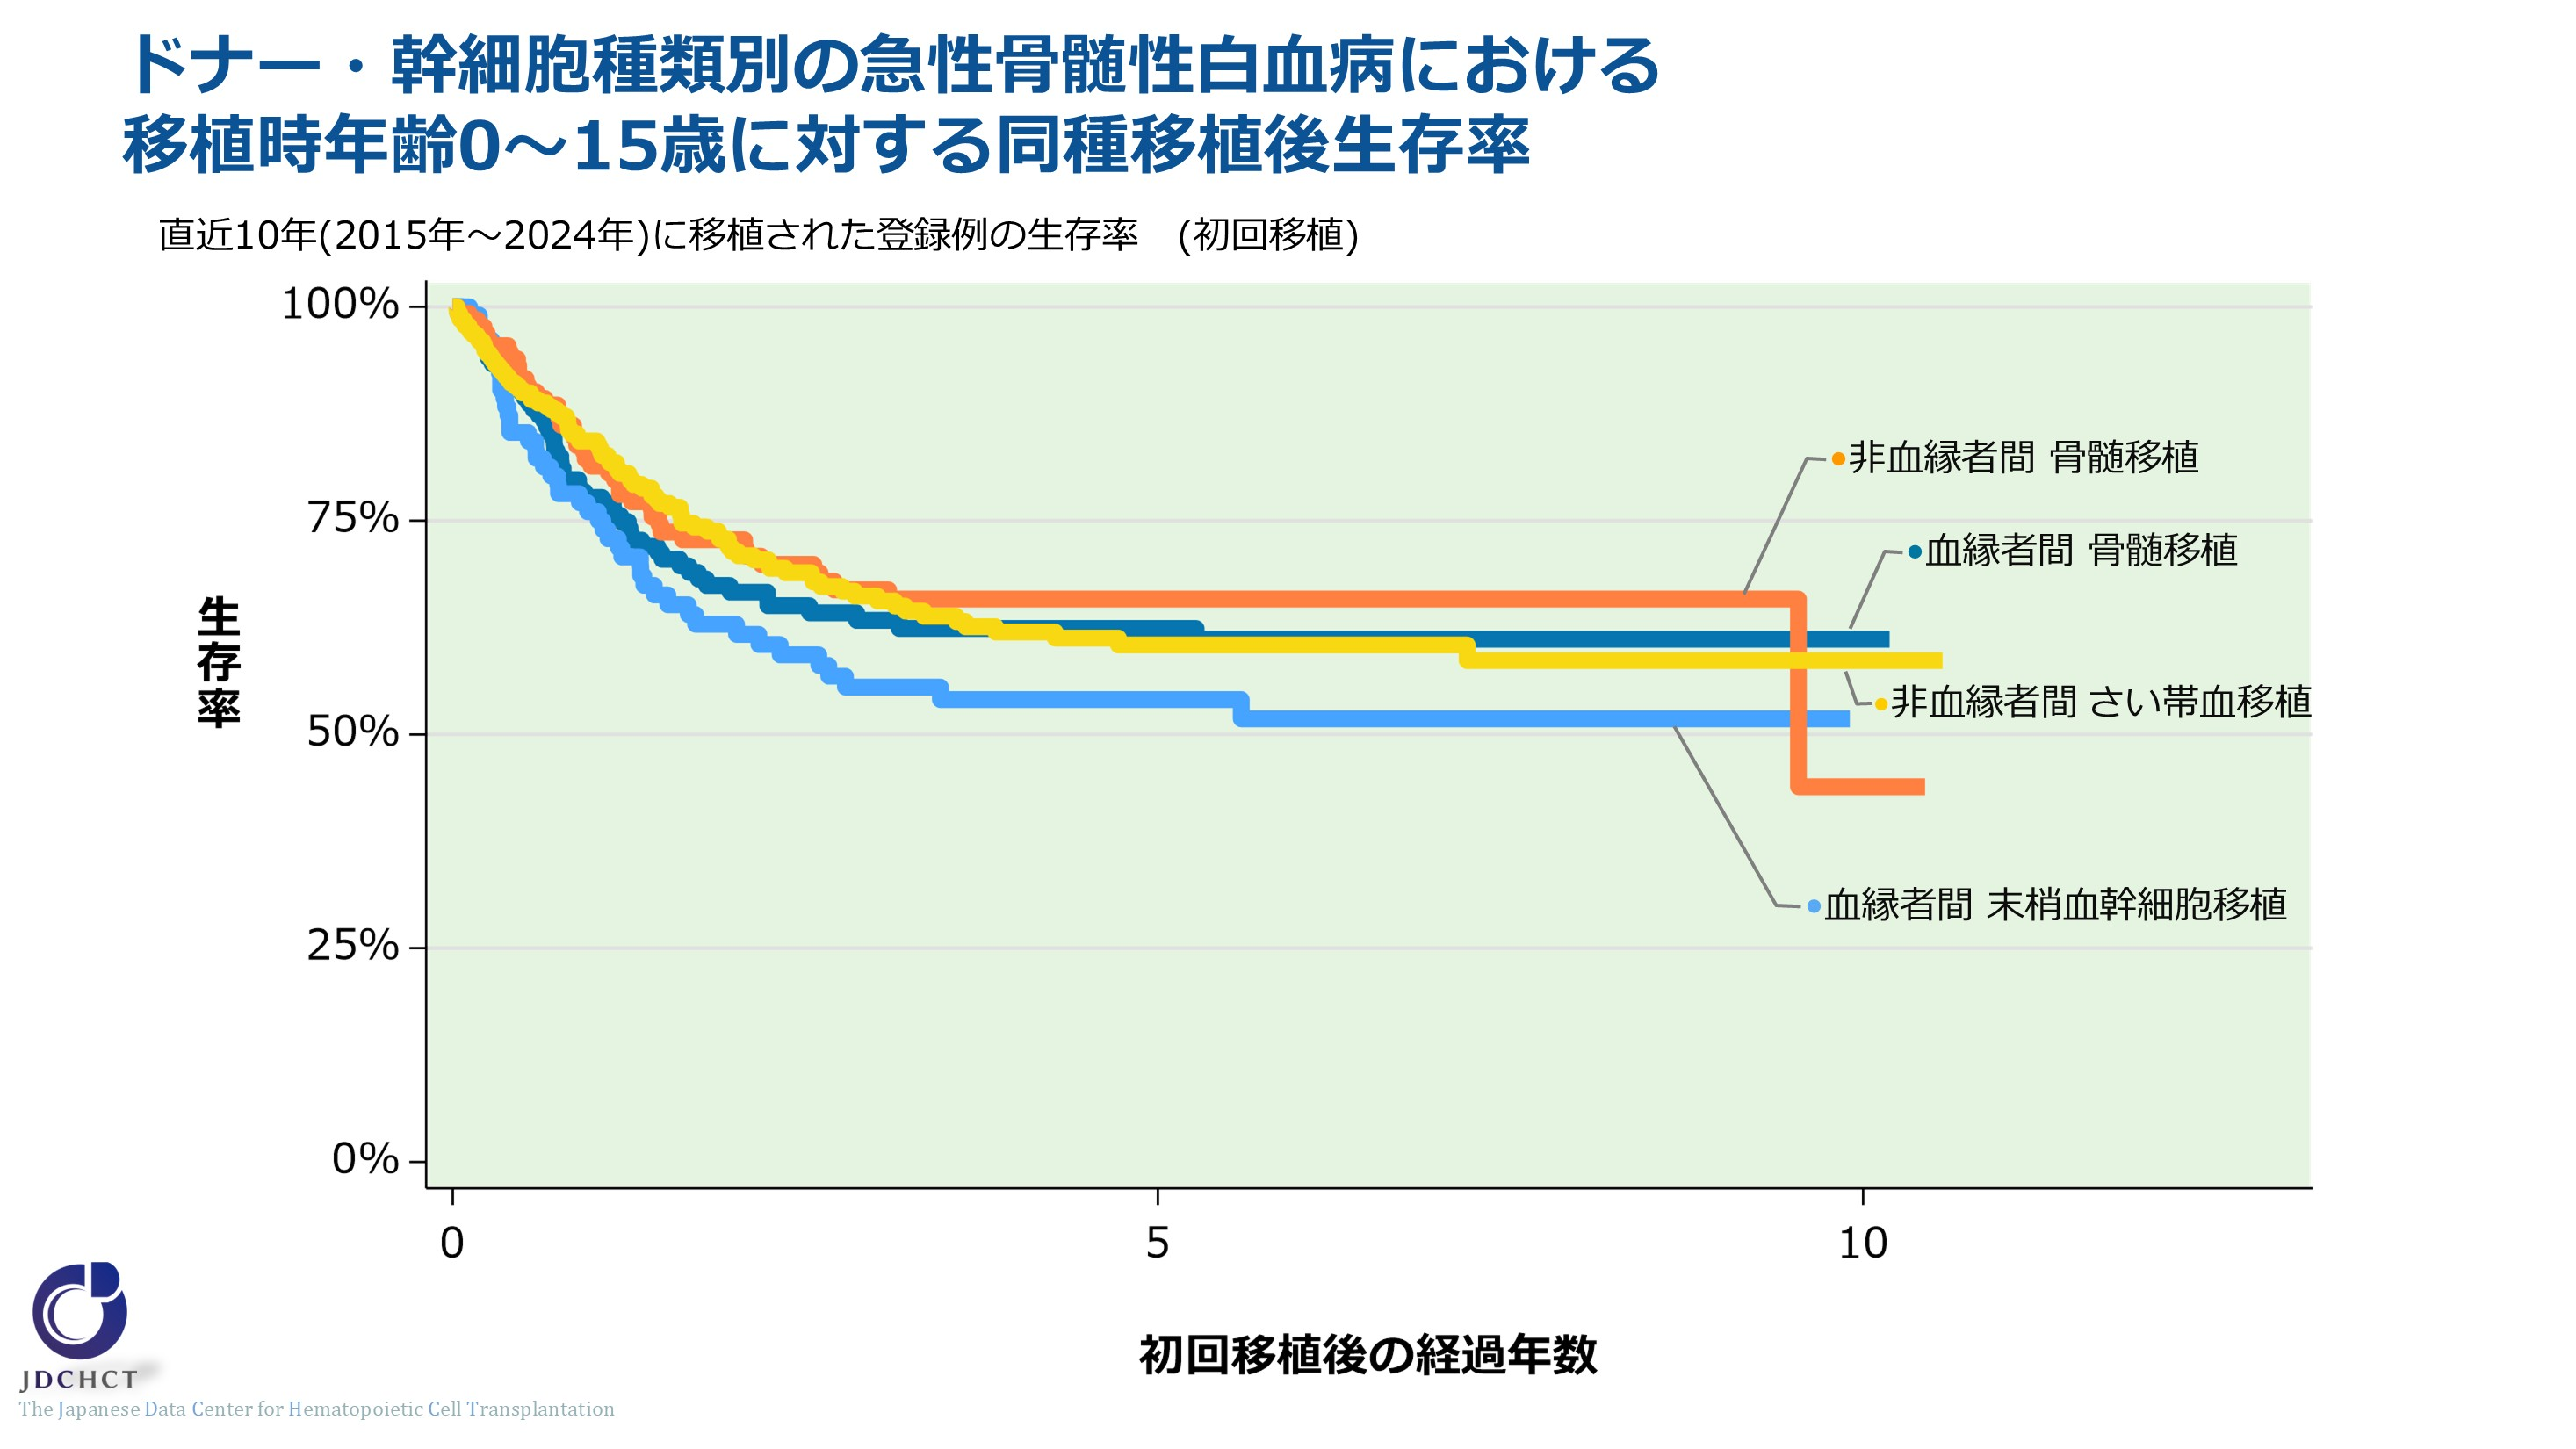 ドナー・幹細胞種類別の急性骨髄性白血病における
移植時年齢0～15歳に対する同種移植後生存率
直近10年(2015年～2024年)に移植された登録例の生存率　(初回移植)
100%
75%
50%
25%
0%
生存率
非血縁者間 骨髄移植
血縁者間 骨髄移植
非血縁者間 さい帯血移植
血縁者間 末梢血幹細胞移植
0
5
10
初回移植後の経過年数
JDCHCT
The Japanese Data Center for Hematopoietic Cell Transplantation